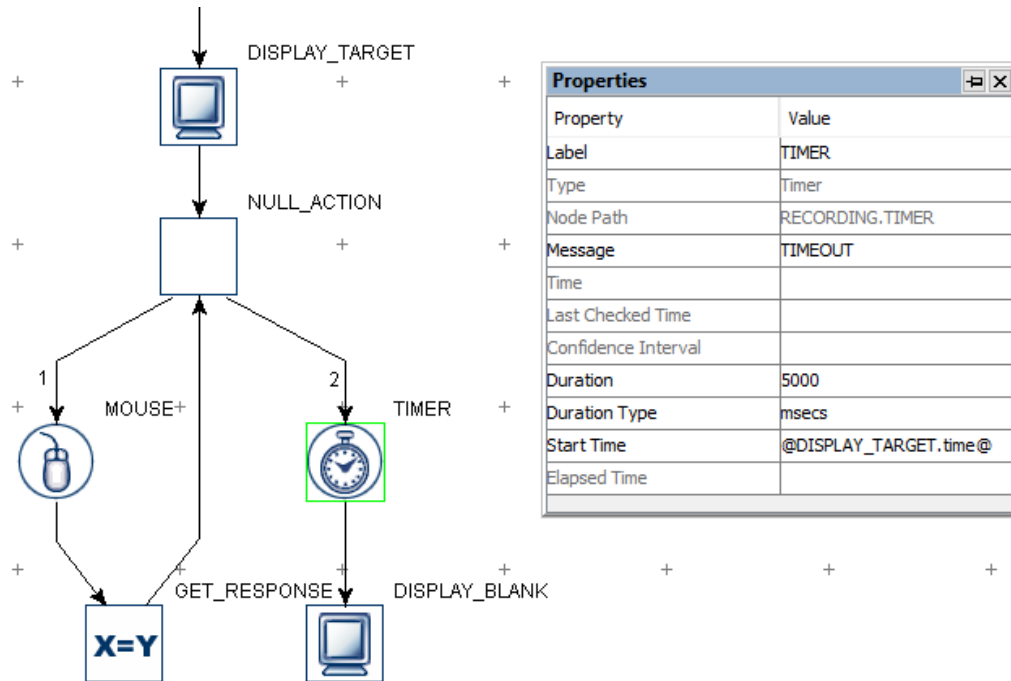 DISPLAY_TARGET
NULL_ACTION
1
2
MOUSE
TIMER
GET_RESPONSE
DISPLAY_BLANK
X=Y
Properties
Property Value
Label TIMER
Type Timer
Node Path RECORDING.TIMER
Message TIMEOUT
Time
Last Checked Time
Confidence Interval
Duration 5000
Duration Type msecs
Start Time @DISPLAY_TARGET.time@
Elapsed Time